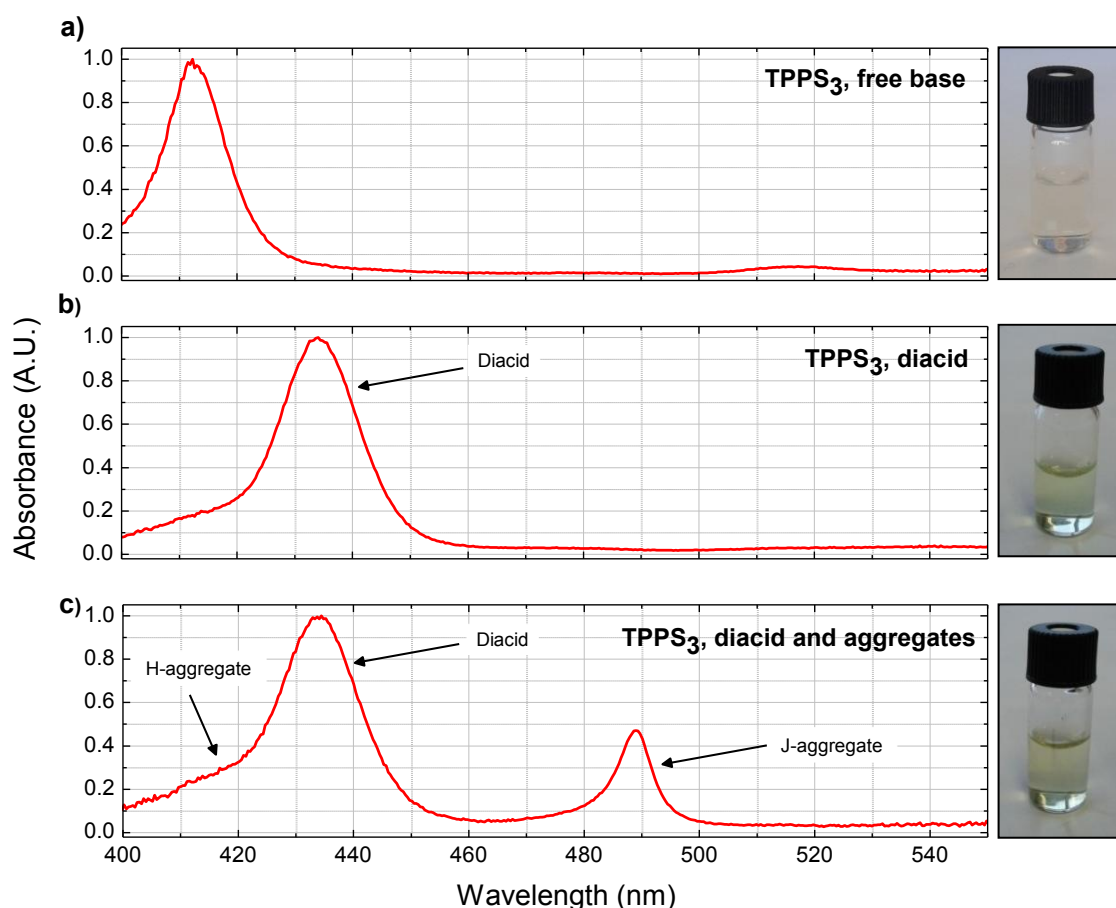 a)
TPPS3, free base
1.0
0.8
0.6
0.4
0.2
0.0
b)
TPPS3, diacid
Diacid
1.0
0.8
0.6
0.4
0.2
0.0
Absorbance (A.U.)
c)
TPPS3, diacid and aggregates
Diacid
H-aggregate
J-aggregate
1.0
0.8
0.6
0.4
0.2
0.0
400 420 440 460 480 500 520 540
Wavelength (nm)